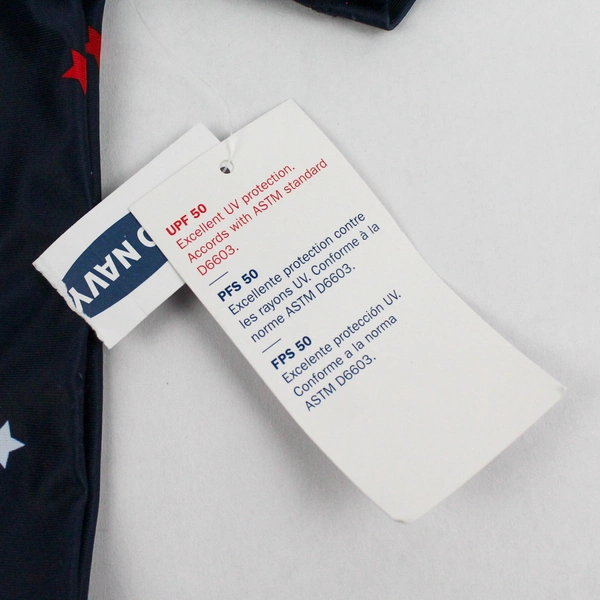 UPF 50
Excellent UV protection.
Accords with ASTM standard
D6603.
PFS 50
Excellente protection contre
les rayons UV. Conforme à la
norme ASTM D6603.
FPS 50
Excelente protección UV.
Conforme a la norma
ASTM D6603.
D NAVY